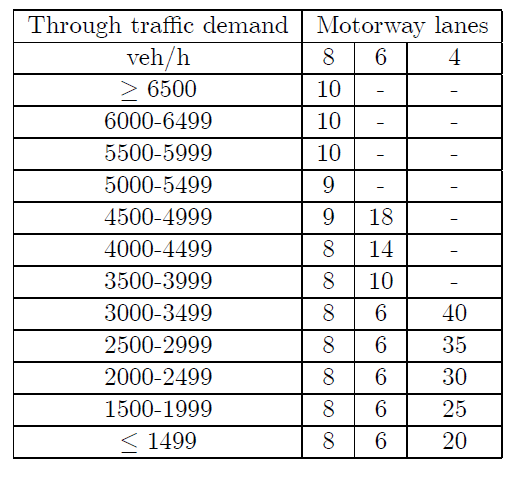 Through traffic demand Motorway lanes
veh/h 8 6 4
≥ 6500 10 - -
6000-6499 10 - -
5500-5999 10 - -
5000-5499 9 - -
4500-4999 9 18 -
4000-4499 8 14 -
3500-3999 8 10 -
3000-3499 8 6 40
2500-2999 8 6 35
2000-2499 8 6 30
1500-1999 8 6 25
≤ 1499 8 6 20